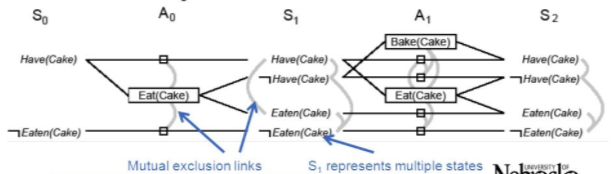 S0 A0 S1 A1 S2
Bake(Cake)
Have(Cake) Have(Cake) Have(Cake)
¬Have(Cake) ¬Have(Cake)
Eat(Cake) Eat(Cake)
Eaten(Cake) Eaten(Cake)
¬Eaten(Cake) ¬Eaten(Cake) ¬Eaten(Cake)
Mutual exclusion links S1 represents multiple states
UNIVERSITY OF